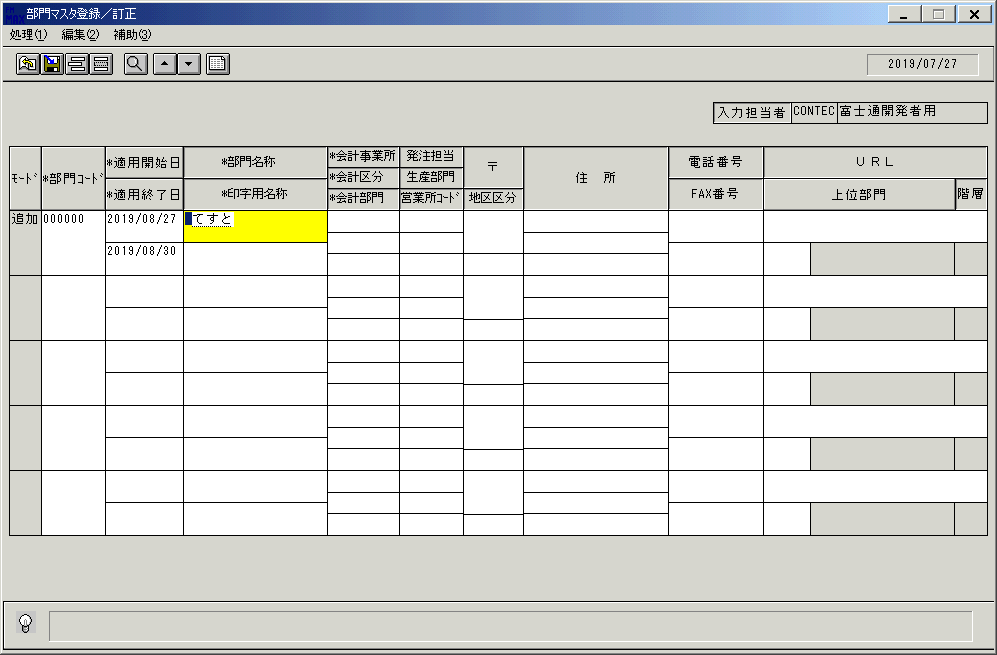 部門マスタ登録／訂正
処理(1) 編集(2) 補助(3)
2019/07/27
入力担当者 CONTEC 富士通開発者用
ﾓｰﾄﾞ *部門ｺｰﾄﾞ *適用開始日 *部門名称 *会計事業所 発注担当 〒 住　所 電話番号 ＵＲＬ
*会計区分 生産部門
*適用終了日 *印字用名称 *会計部門 営業所ｺｰﾄﾞ 地区区分 FAX番号 上位部門 階層
追加 000000 2019/08/27 てすと
2019/08/30